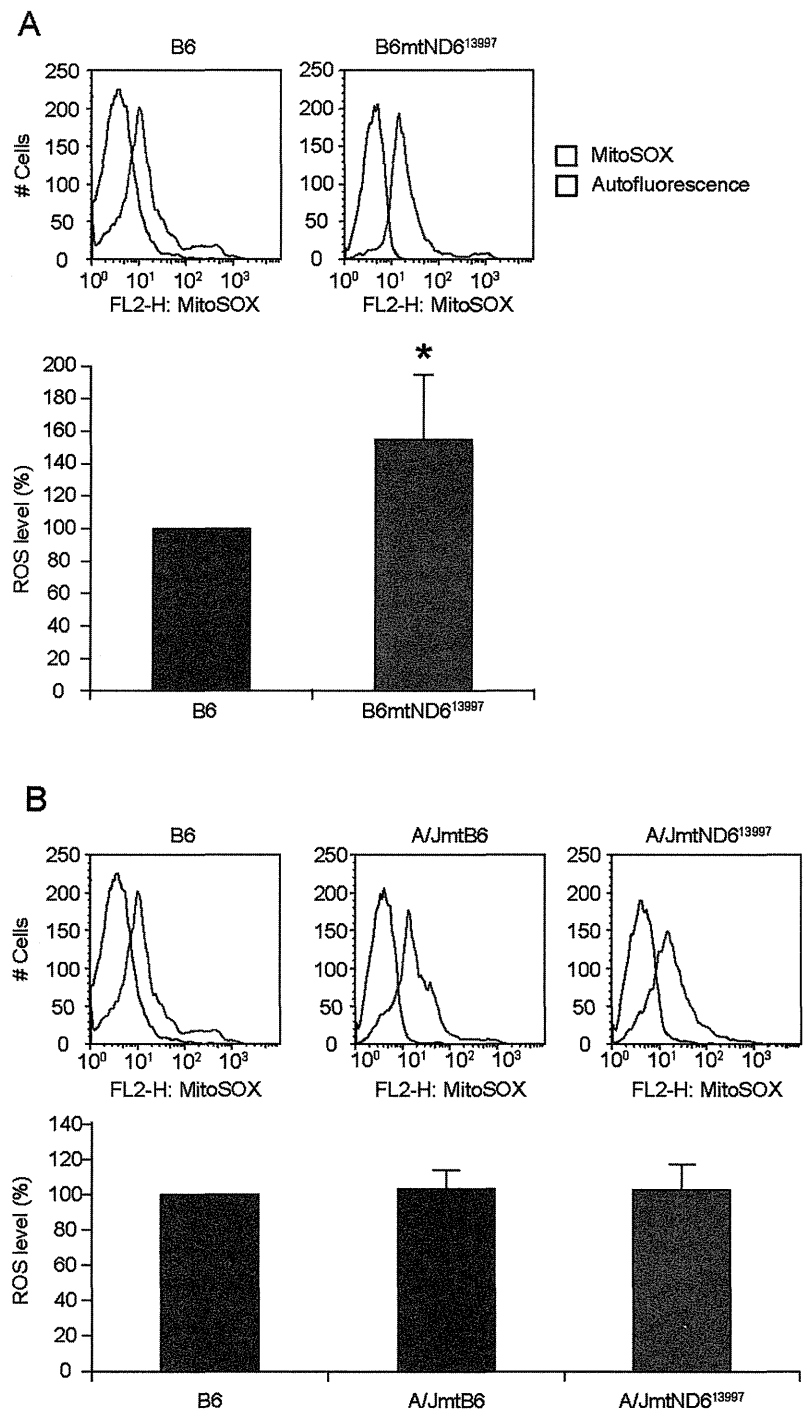 A
B6
B6mtND6¹³⁹⁹⁷
250
200
150
100
50
0
# Cells
10⁰ 10¹ 10² 10³
FL2-H: MitoSOX
250
200
150
100
50
0
10⁰ 10¹ 10² 10³
FL2-H: MitoSOX
MitoSOX
Autofluorescence
200
180
160
140
120
100
80
60
40
20
0
ROS level (%)
*
B6
B6mtND6¹³⁹⁹⁷
B
B6
A/JmtB6
A/JmtND6¹³⁹⁹⁷
250
200
150
100
50
0
# Cells
10⁰ 10¹ 10² 10³
FL2-H: MitoSOX
250
200
150
100
50
0
10⁰ 10¹ 10² 10³
FL2-H: MitoSOX
250
200
150
100
50
0
10⁰ 10¹ 10² 10³
FL2-H: MitoSOX
140
120
100
80
60
40
20
0
ROS level (%)
B6
A/JmtB6
A/JmtND6¹³⁹⁹⁷